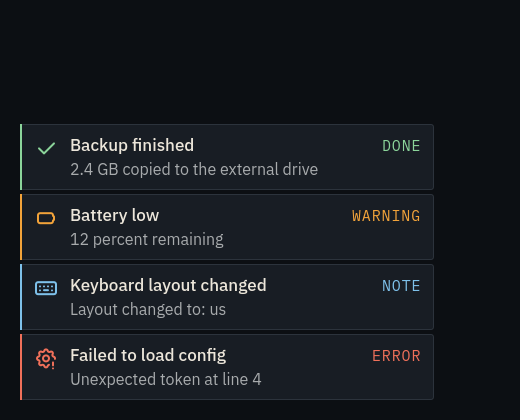 Backup finished
DONE
2.4 GB copied to the external drive
Battery low
WARNING
12 percent remaining
Keyboard layout changed
NOTE
Layout changed to: us
Failed to load config
ERROR
Unexpected token at line 4